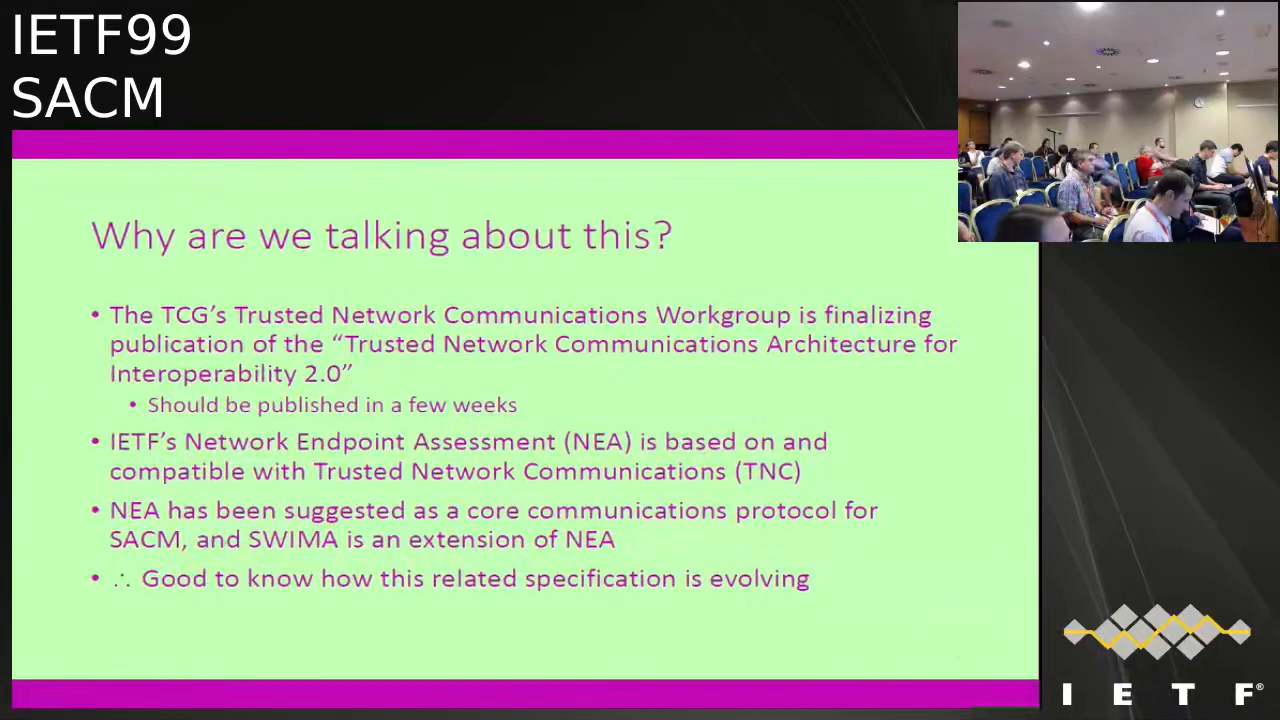 IETF99
SACM
Why are we talking about this?
• The TCG’s Trusted Network Communications Workgroup is finalizing
publication of the “Trusted Network Communications Architecture for
Interoperability 2.0”
• Should be published in a few weeks
• IETF’s Network Endpoint Assessment (NEA) is based on and
compatible with Trusted Network Communications (TNC)
• NEA has been suggested as a core communications protocol for
SACM, and SWIMA is an extension of NEA
• ∴ Good to know how this related specification is evolving
I E T F®